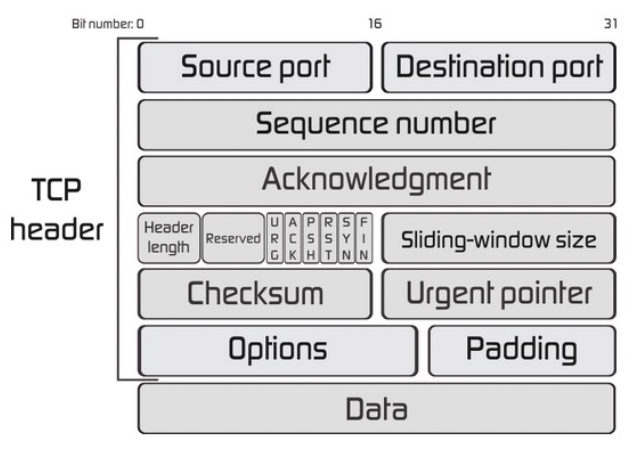 Bit number: 0 16 31
Source port Destination port
Sequence number
Acknowledgment
TCP
header
Header
length
Reserved
URG ACK PSH RST SYN FIN
Sliding-window size
Checksum Urgent pointer
Options Padding
Data